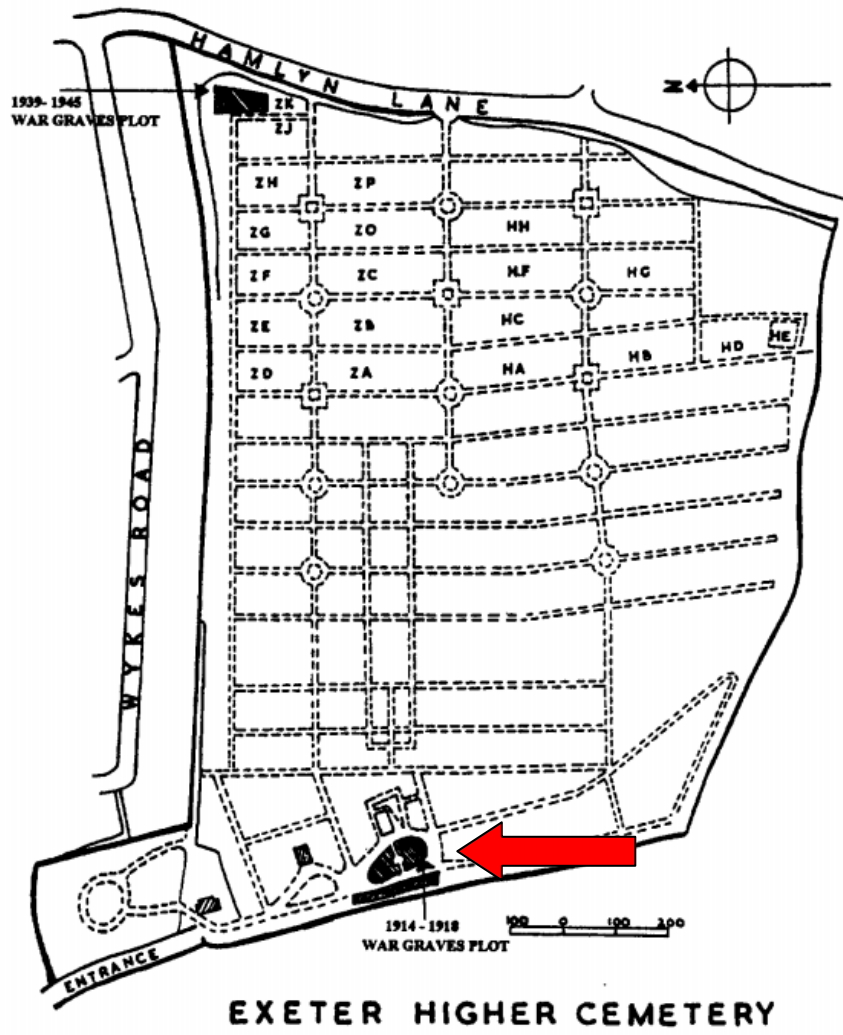 HAMLYN LANE
N
1939-1945
WAR GRAVES PLOT
ZK
ZJ
ZH ZP
ZG ZO HH
ZF ZC HF HG
ZE ZB HC
HD HE
ZD ZA HA HB
WYKES ROAD
1914 - 1918
WAR GRAVES PLOT
100 0 100 200
ENTRANCE
EXETER HIGHER CEMETERY